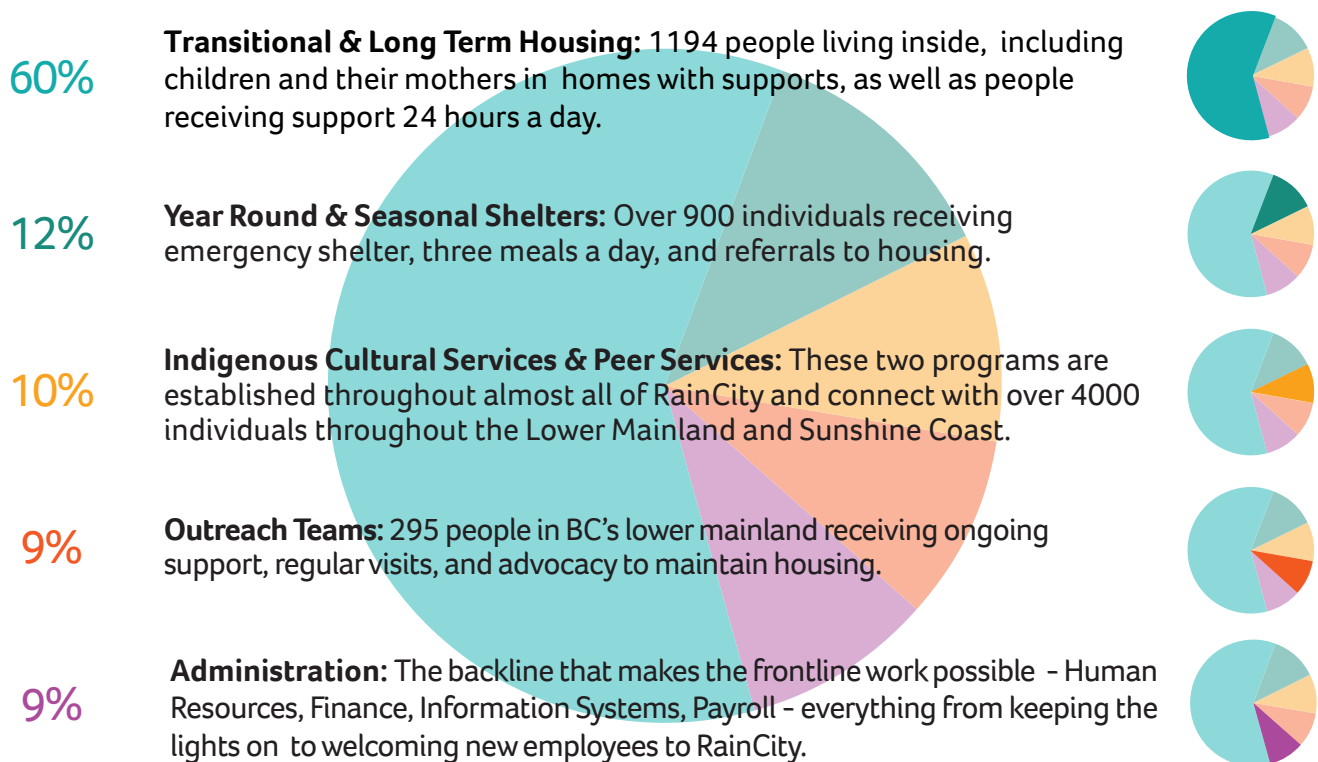 60%
Transitional & Long Term Housing: 1194 people living inside, including
children and their mothers in homes with supports, as well as people
receiving support 24 hours a day.
12%
Year Round & Seasonal Shelters: Over 900 individuals receiving
emergency shelter, three meals a day, and referrals to housing.
10%
Indigenous Cultural Services & Peer Services: These two programs are
established throughout almost all of RainCity and connect with over 4000
individuals throughout the Lower Mainland and Sunshine Coast.
9%
Outreach Teams: 295 people in BC’s lower mainland receiving ongoing
support, regular visits, and advocacy to maintain housing.
9%
Administration: The backline that makes the frontline work possible - Human
Resources, Finance, Information Systems, Payroll - everything from keeping the
lights on to welcoming new employees to RainCity.